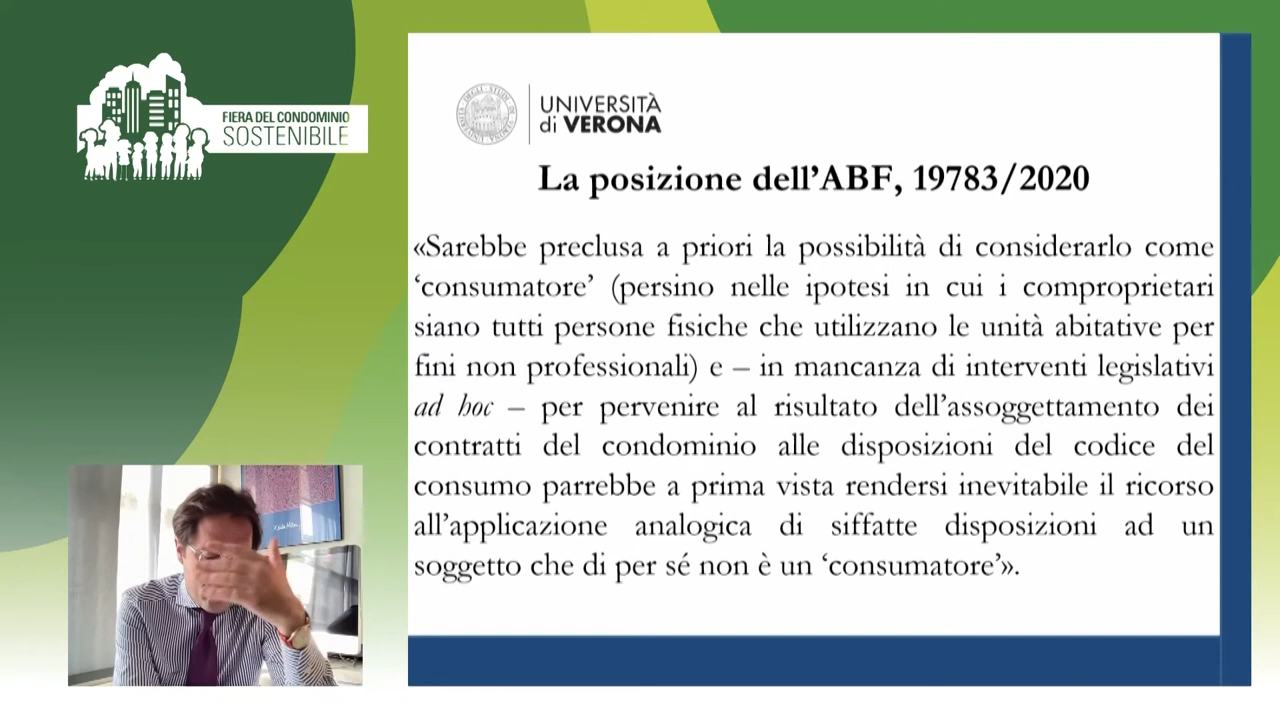 FIERA DEL CONDOMINIO
SOSTENIBILE
UNIVERSITÀ
di VERONA
La posizione dell’ABF, 19783/2020
«Sarebbe preclusa a priori la possibilità di considerarlo come
‘consumatore’ (persino nelle ipotesi in cui i comproprietari
siano tutti persone fisiche che utilizzano le unità abitative per
fini non professionali) e – in mancanza di interventi legislativi
ad hoc – per pervenire al risultato dell’assoggettamento dei
contratti del condominio alle disposizioni del codice del
consumo parrebbe a prima vista rendersi inevitabile il ricorso
all’applicazione analogica di siffatte disposizioni ad un
soggetto che di per sé non è un ‘consumatore’».